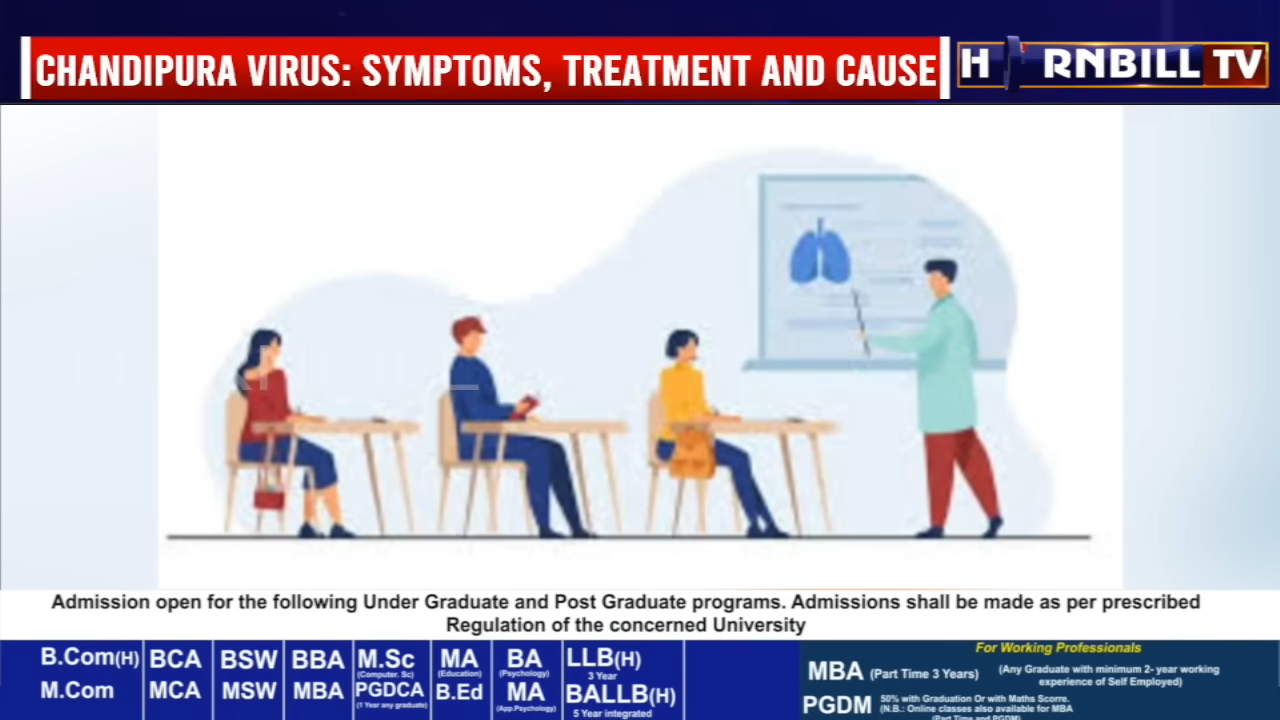 CHANDIPURA VIRUS: SYMPTOMS, TREATMENT AND CAUSE
H RNBILL TV
Admission open for the following Under Graduate and Post Graduate programs. Admissions shall be made as per prescribed
Regulation of the concerned University
B.Com(H)
M.Com
BCA
MCA
BSW
MSW
BBA
MBA
M.Sc
(Computer. Sc)
PGDCA
(1 Year any graduate)
MA
(Education)
B.Ed
BA
(Psychology)
MA
(App.Psychology)
LLB(H)
3 Year
BALLB(H)
5 Year integrated
For Working Professionals
MBA (Part Time 3 Years)
(Any Graduate with minimum 2- year working
experience of Self Employed)
PGDM
50% with Graduation Or with Maths Scorre.
(N.B.: Online classes also available for MBA
(Part Time and PGDM)